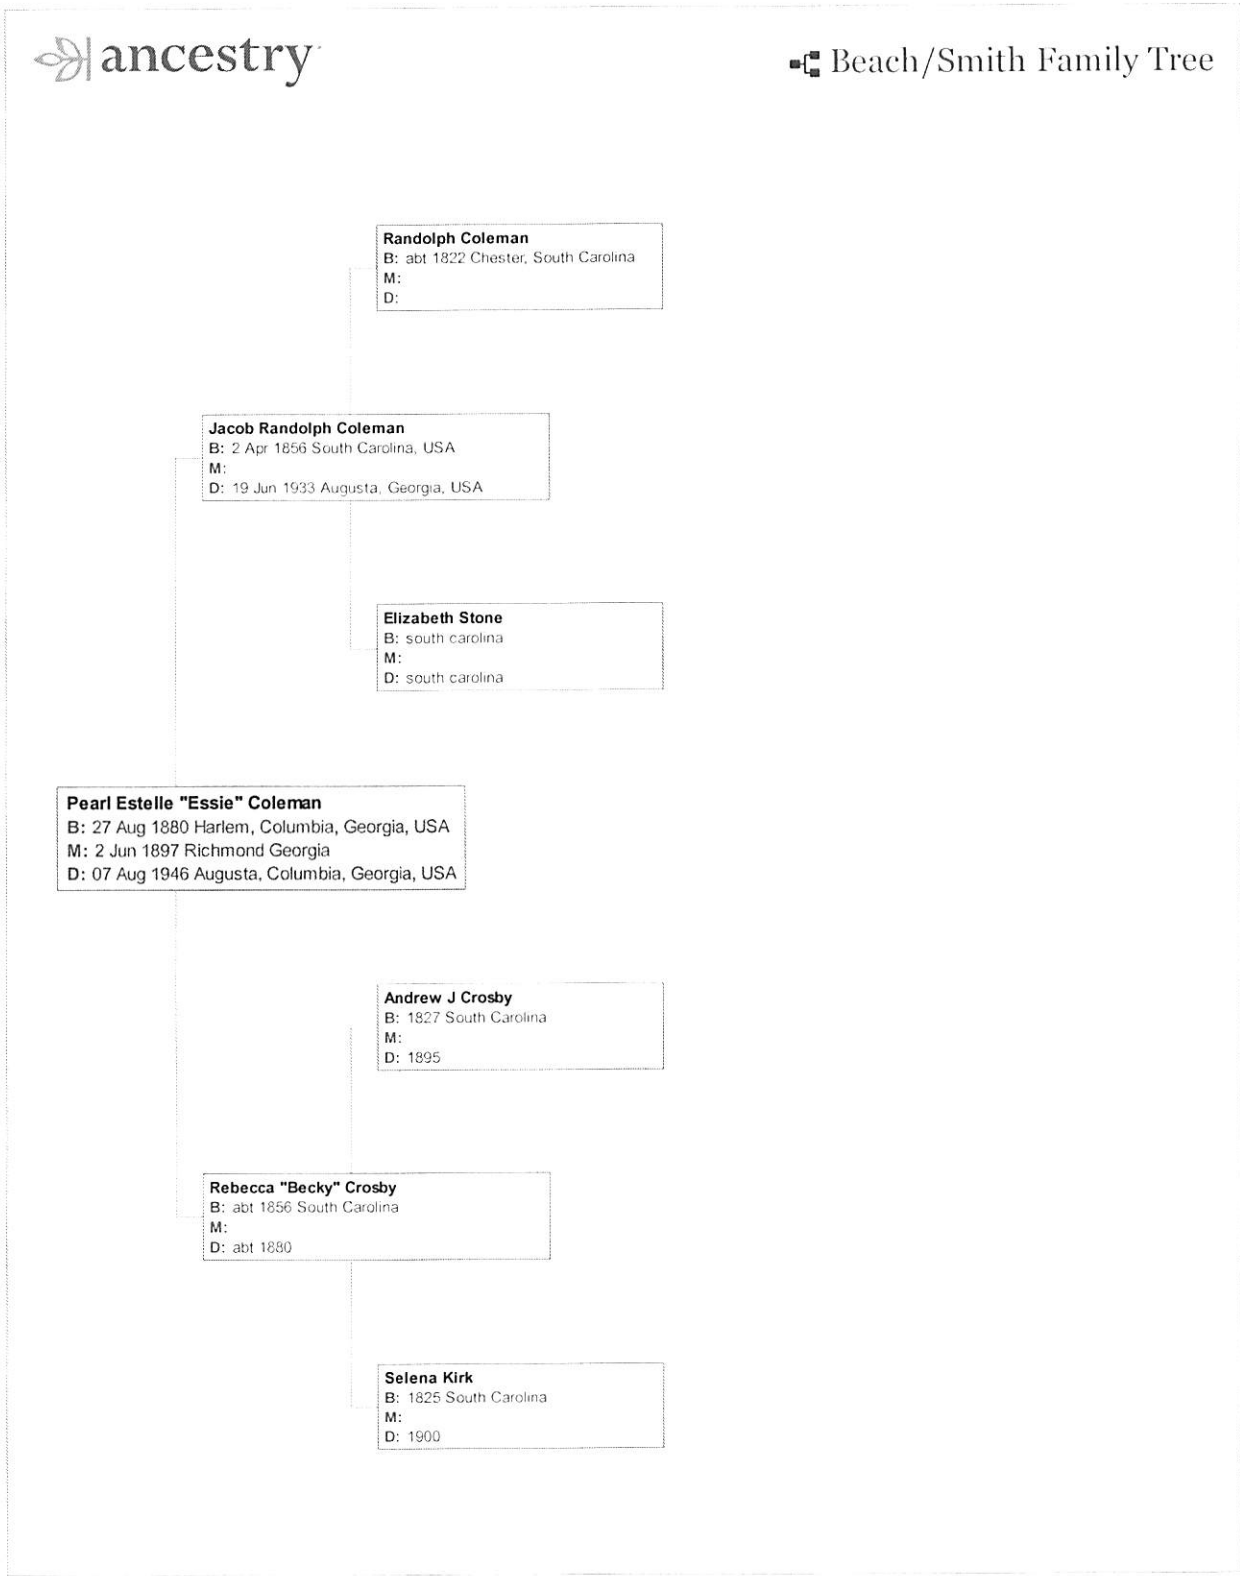 ancestry
Beach/Smith Family Tree
Randolph Coleman
B: abt 1822 Chester, South Carolina
M:
D:
Jacob Randolph Coleman
B: 2 Apr 1856 South Carolina, USA
M:
D: 19 Jun 1933 Augusta, Georgia, USA
Elizabeth Stone
B: south carolina
M:
D: south carolina
Pearl Estelle "Essie" Coleman
B: 27 Aug 1880 Harlem, Columbia, Georgia, USA
M: 2 Jun 1897 Richmond Georgia
D: 07 Aug 1946 Augusta, Columbia, Georgia, USA
Andrew J Crosby
B: 1827 South Carolina
M:
D: 1895
Rebecca "Becky" Crosby
B: abt 1856 South Carolina
M:
D: abt 1880
Selena Kirk
B: 1825 South Carolina
M:
D: 1900